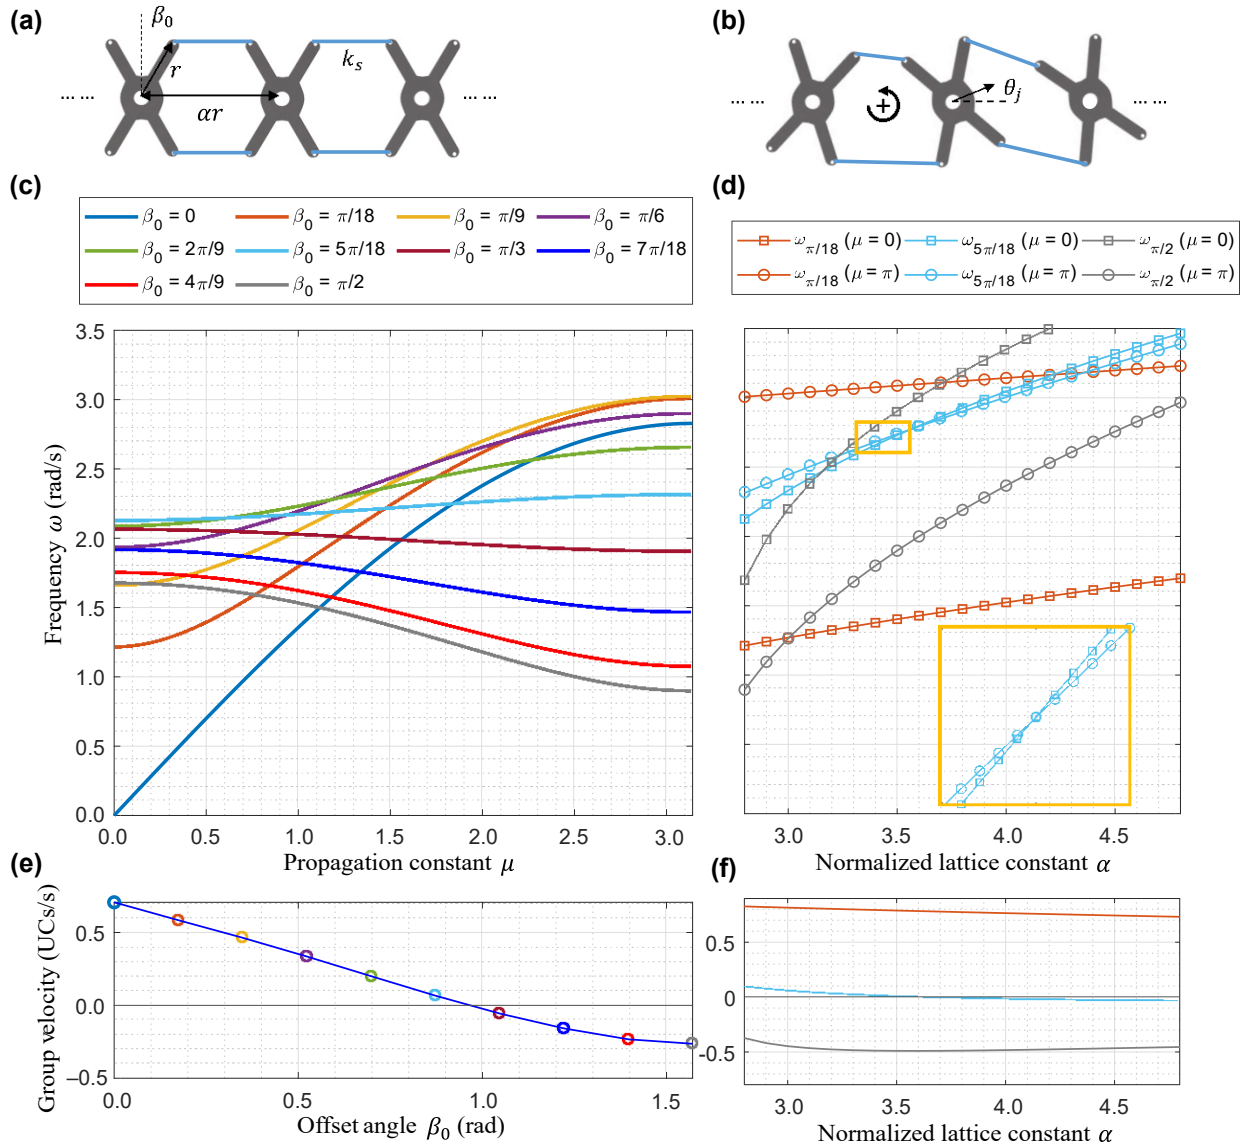 (a)
β₀
r
αr
kₛ
... ...
... ...
(b)
θⱼ
... ...
... ...
(c)
β₀ = 0
β₀ = π/18
β₀ = π/9
β₀ = π/6
β₀ = 2π/9
β₀ = 5π/18
β₀ = π/3
β₀ = 7π/18
β₀ = 4π/9
β₀ = π/2
3.5
3.0
2.5
2.0
1.5
1.0
0.5
0.0
Frequency ω (rad/s)
0.0 0.5 1.0 1.5 2.0 2.5 3.0
Propagation constant μ
(d)
ω_π/18 (μ = 0)
ω_5π/18 (μ = 0)
ω_π/2 (μ = 0)
ω_π/18 (μ = π)
ω_5π/18 (μ = π)
ω_π/2 (μ = π)
3.0 3.5 4.0 4.5
Normalized lattice constant α
(e)
Group velocity (UCs/s)
0.5
0.0
−0.5
0.0 0.5 1.0 1.5
Offset angle β₀ (rad)
(f)
0.5
0
-0.5
3.0 3.5 4.0 4.5
Normalized lattice constant α